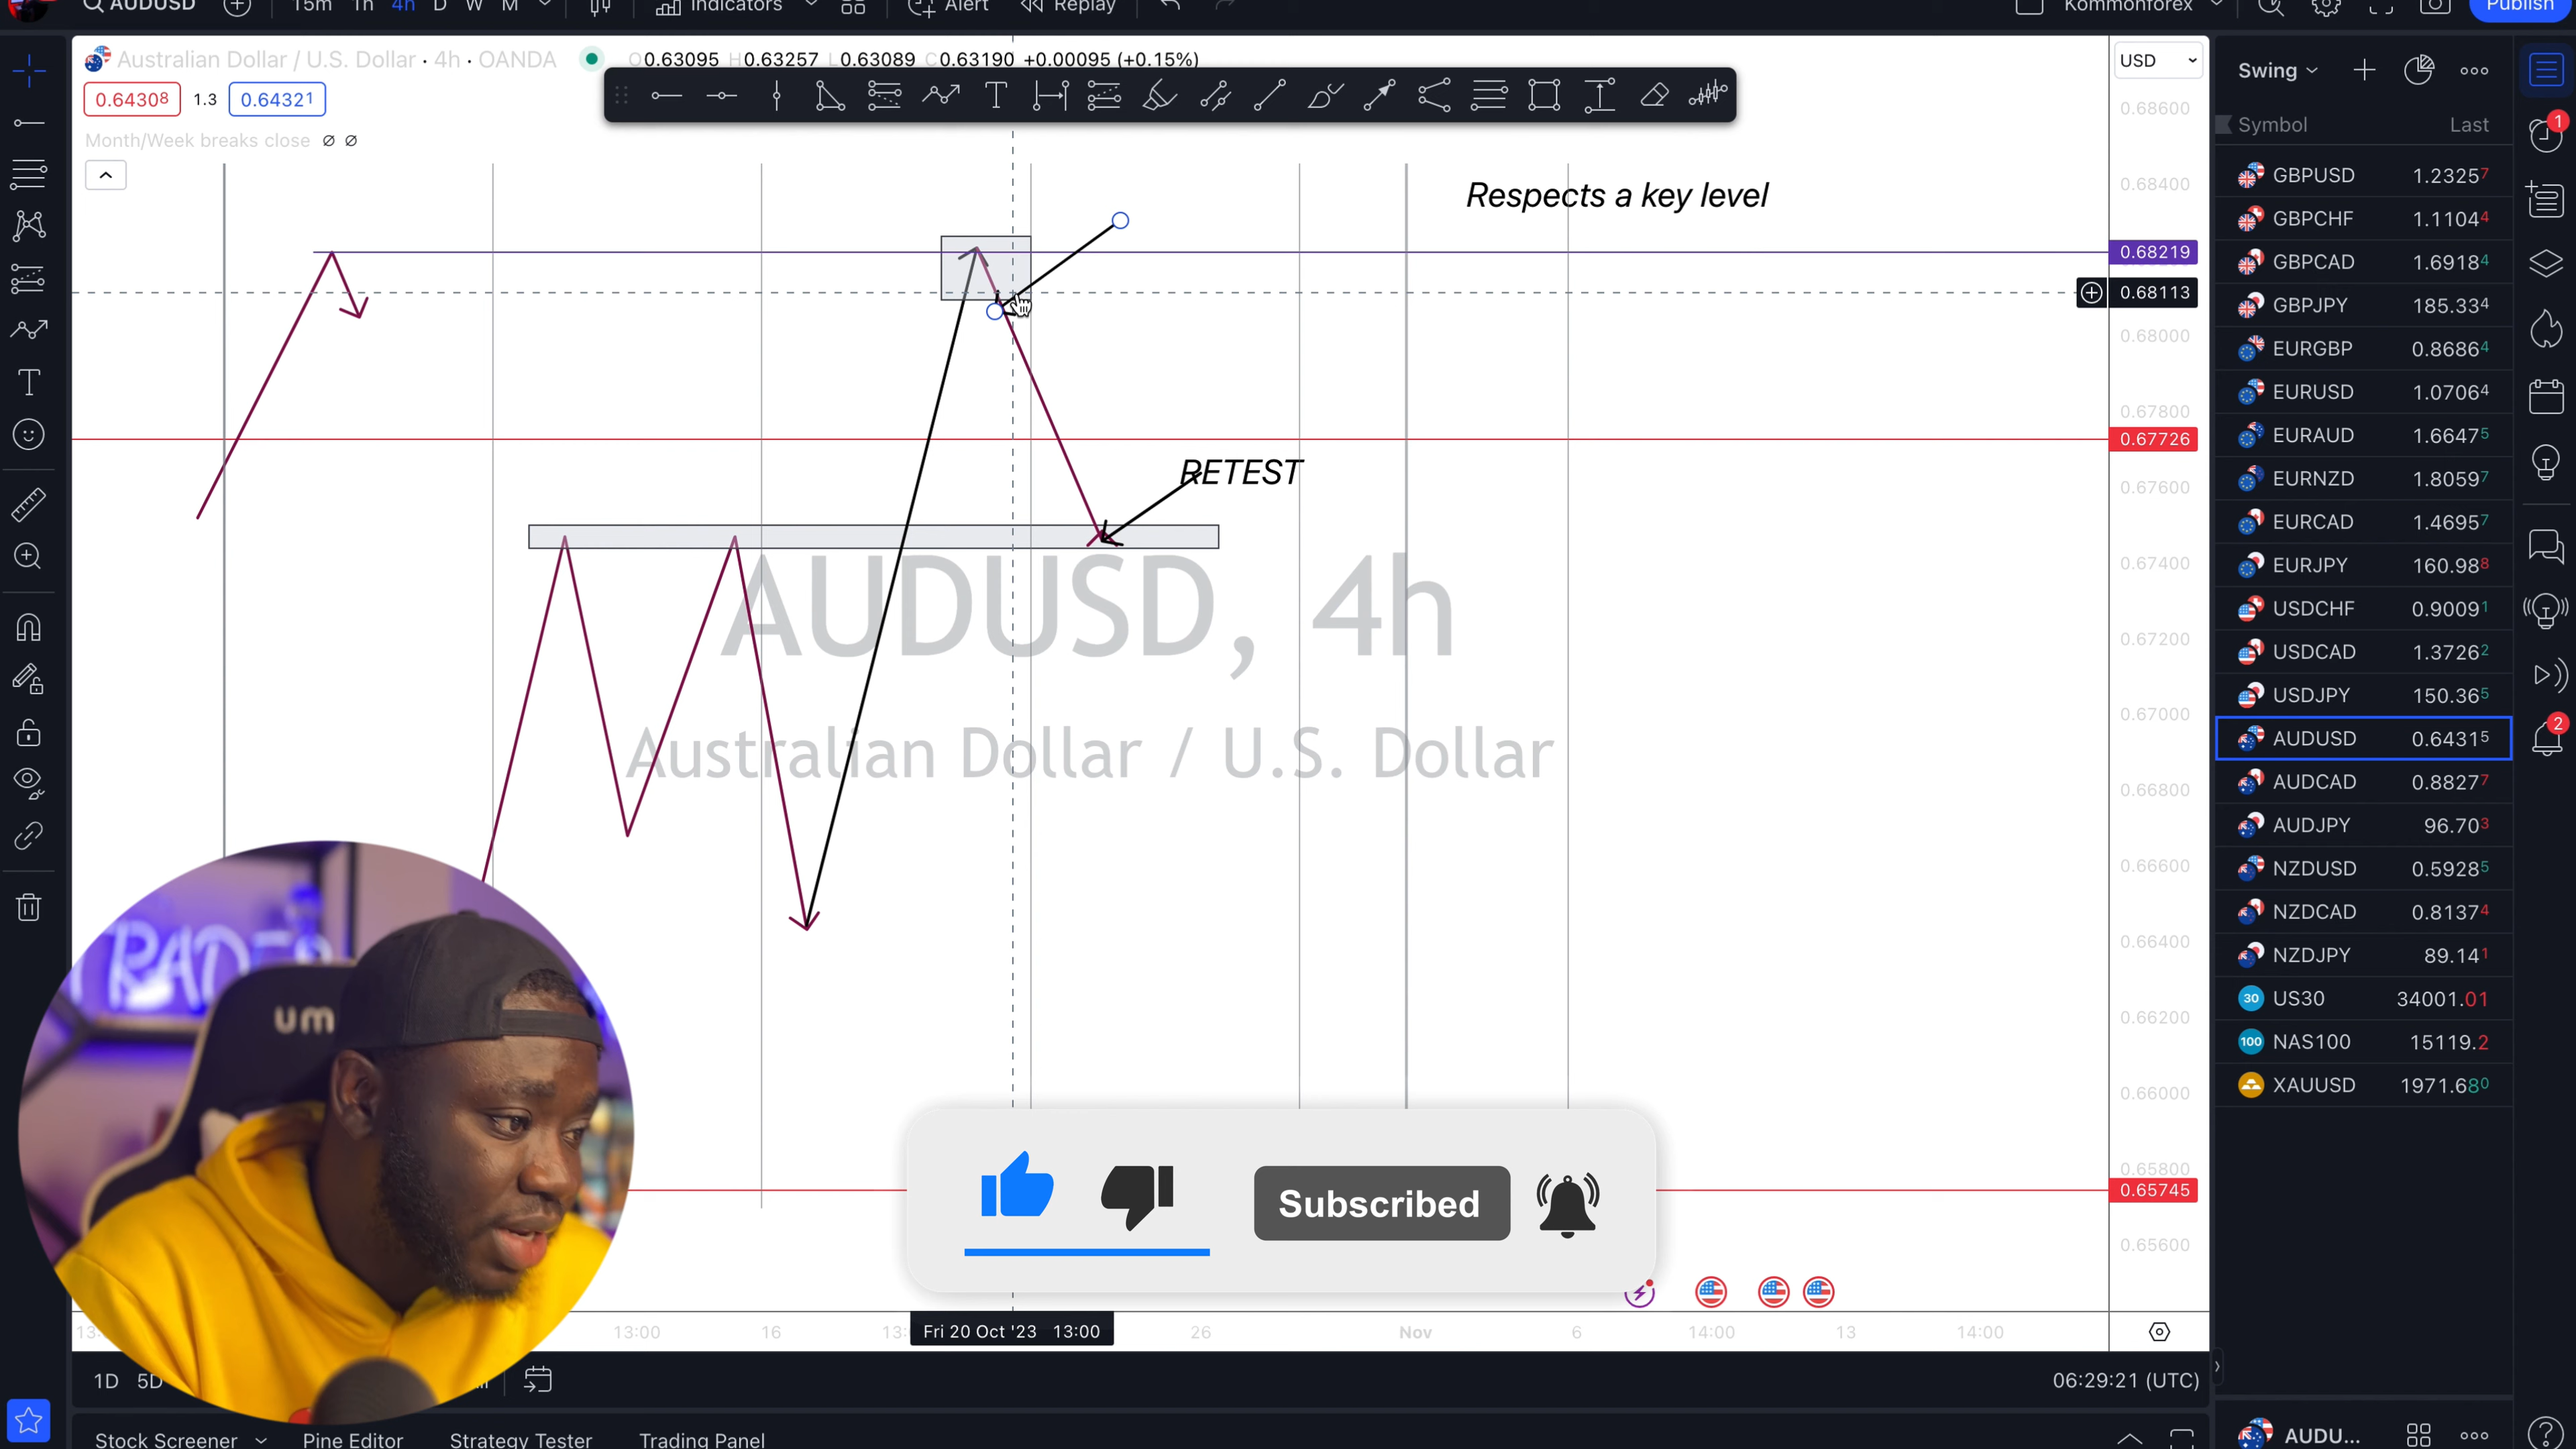 AUDUSD 15m 1h 4h D W M Indicators Alert Replay Kommonforex Publish
Australian Dollar / U.S. Dollar · 4h · OANDA O0.63095 H0.63257 L0.63089 C0.63190 +0.00095 (+0.15%)
0.64308 1.3 0.64321
Month/Week breaks close ∅ ∅
USD
Respects a key level
RETEST
AUDUSD, 4h
Australian Dollar / U.S. Dollar
0.68600
0.68400
0.68219
0.68113
0.68000
0.67800
0.67726
0.67600
0.67400
0.67200
0.67000
0.66800
0.66600
0.66400
0.66200
0.66000
0.65800
0.65745
0.65600
Swing
Symbol Last
1
GBPUSD 1.23257
GBPCHF 1.11044
GBPCAD 1.69184
GBPJPY 185.334
EURGBP 0.86864
EURUSD 1.07064
EURAUD 1.66475
EURNZD 1.80597
EURCAD 1.46957
EURJPY 160.988
USDCHF 0.90091
USDCAD 1.37262
USDJPY 150.365
2
AUDUSD 0.64315
AUDCAD 0.88277
AUDJPY 96.703
NZDUSD 0.59285
NZDCAD 0.81374
NZDJPY 89.141
30 US30 34001.01
100 NAS100 15119.2
XAUUSD 1971.680
TRADES
um
Subscribed
13:00 16 Fri 20 Oct '23 13:00 26 Nov 6 14:00 13 14:00
1D 5D
06:29:21 (UTC)
Stock Screener Pine Editor Strategy Tester Trading Panel
AUDU...